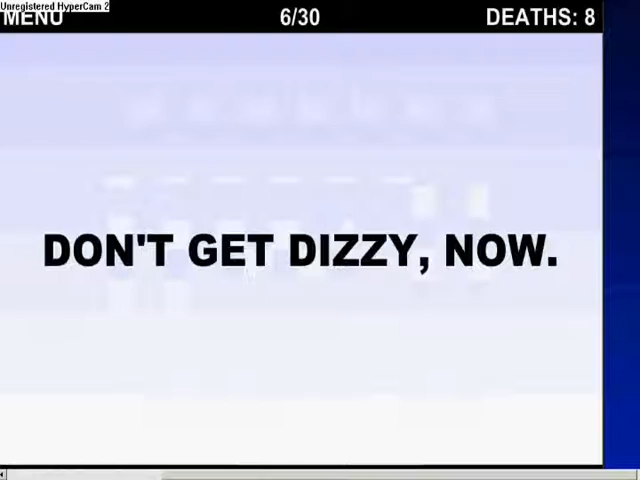 Unregistered HyperCam 2
MENU 6/30 DEATHS: 8
DON'T GET DIZZY, NOW.